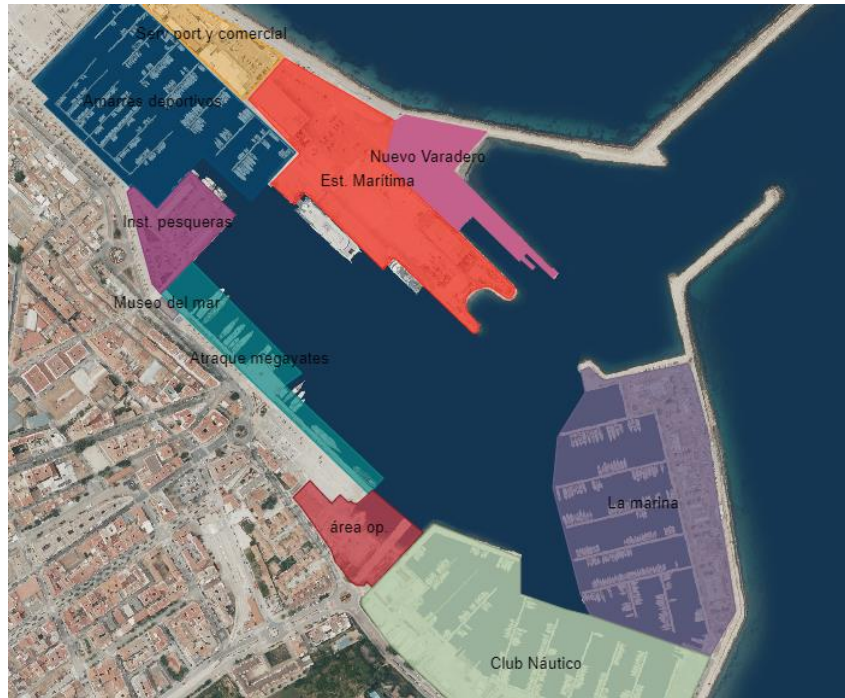 Serv port y comercial
Amarras deportivos
Nuevo Varadero
Est. Marítima
Inst. pesqueras
Museo del mar
Atraque megayates
La marina
área op.
Club Náutico